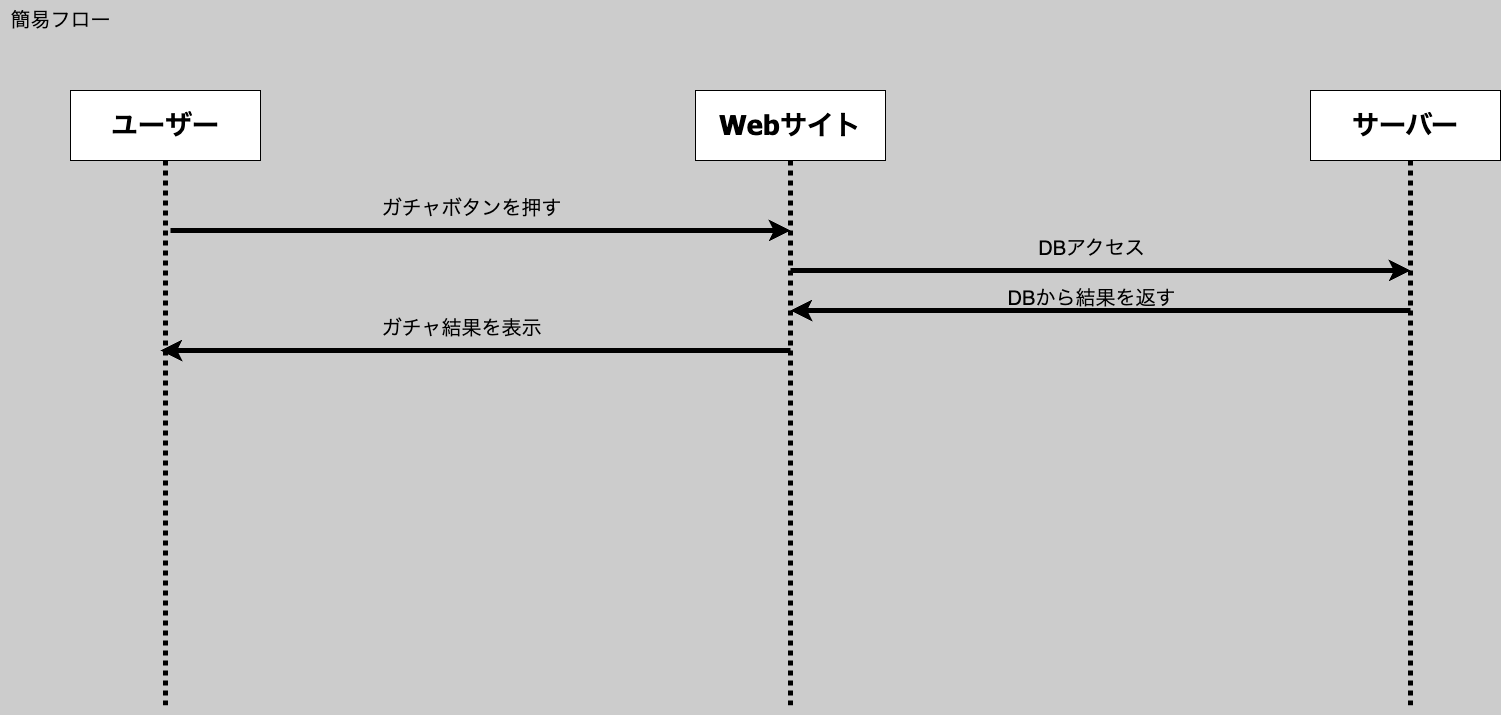 簡易フロー
ユーザー
Webサイト
サーバー
ガチャボタンを押す
DBアクセス
DBから結果を返す
ガチャ結果を表示